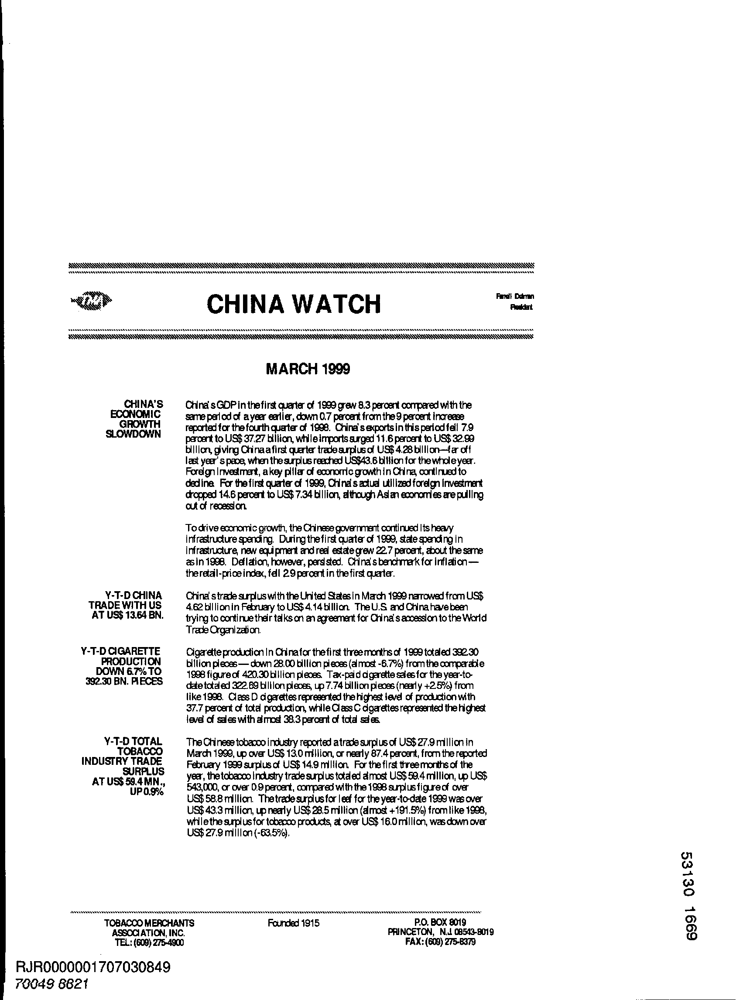 TMA
CHINA WATCH
Farrell Delman
President
MARCH 1999
CHINA'S
ECONOMIC
GROWTH
SLOWDOWN
China's GDP in the first quarter of 1999 grew 8.3 percent compared with the
same period of a year earlier, down 0.7 percent from the 9 percent increase
reported for the fourth quarter of 1998. China's exports in this period fell 7.9
percent to US$ 37.27 billion, while imports surged 11.6 percent to US$ 32.99
billion, giving China a first quarter trade surplus of US$ 4.28 billion—far off
last year's pace, when the surplus reached US$43.6 billion for the whole year.
Foreign Investment, a key pillar of economic growth in China, continued to
decline. For the first quarter of 1999, China's actual utilized foreign investment
dropped 14.6 percent to US$ 7.34 billion, although Asian economies are pulling
out of recession.
To drive economic growth, the Chinese government continued its heavy
infrastructure spending. During the first quarter of 1999, state spending in
infrastructure, new equipment and real estate grew 22.7 percent, about the same
as in 1998. Deflation, however, persisted. China's benchmark for inflation —
the retail-price index, fell 2.9 percent in the first quarter.
Y-T-D CHINA
TRADE WITH US
AT US$ 13.64 BN.
China's trade surplus with the United States in March 1999 narrowed from US$
4.62 billion in February to US$ 4.14 billion. The U.S. and China have been
trying to continue their talks on an agreement for China's accession to the World
Trade Organization.
Y-T-D CIGARETTE
PRODUCTION
DOWN 6.7% TO
392.30 BN. PIECES
Cigarette production in China for the first three months of 1999 totaled 392.30
billion pieces — down 28.00 billion pieces (almost -6.7%) from the comparable
1998 figure of 420.30 billion pieces. Tax-paid cigarette sales for the year-to-
date totaled 322.69 billion pieces, up 7.74 billion pieces (nearly +2.5%) from
like 1998. Class D cigarettes represented the highest level of production with
37.7 percent of total production, while Class C cigarettes represented the highest
level of sales with almost 38.3 percent of total sales.
Y-T-D TOTAL
TOBACCO
INDUSTRY TRADE
SURPLUS
AT US$ 59.4 MN.,
UP 0.9%
The Chinese tobacco industry reported a trade surplus of US$ 27.9 million in
March 1999, up over US$ 13.0 million, or nearly 87.4 percent, from the reported
February 1999 surplus of US$ 14.9 million. For the first three months of the
year, the tobacco industry trade surplus totaled almost US$ 59.4 million, up US$
543,000, or over 0.9 percent, compared with the 1998 surplus figure of over
US$ 58.8 million. The trade surplus for leaf for the year-to-date 1999 was over
US$ 43.3 million, up nearly US$ 28.5 million (almost +191.5%) from like 1998,
while the surplus for tobacco products, at over US$ 16.0 million, was down over
US$ 27.9 million (-63.5%).
TOBACCO MERCHANTS
ASSOCIATION, INC.
TEL: (609) 275-4900
Founded 1915
P.O. BOX 8019
PRINCETON, N.J. 08543-8019
FAX: (609) 275-8379
53130 1669
RJR0000001707030849
70049 8821